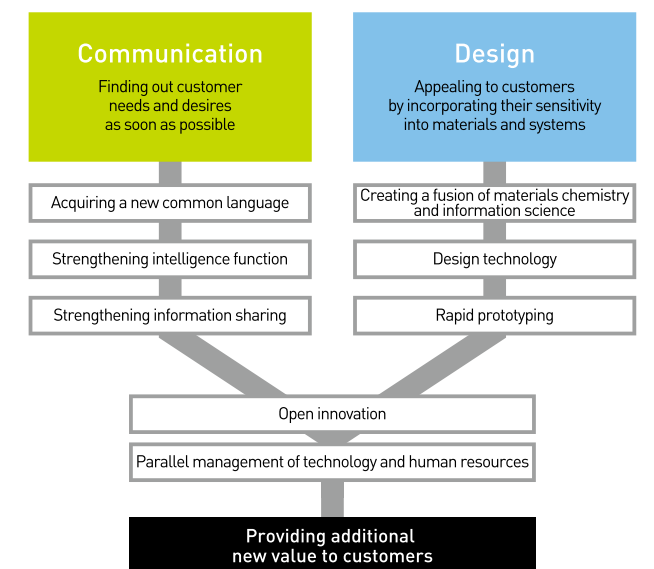 Communication
Finding out customer
needs and desires
as soon as possible
Acquiring a new common language
Strengthening intelligence function
Strengthening information sharing
Design
Appealing to customers
by incorporating their sensitivity
into materials and systems
Creating a fusion of materials chemistry
and information science
Design technology
Rapid prototyping
Open innovation
Parallel management of technology and human resources
Providing additional
new value to customers